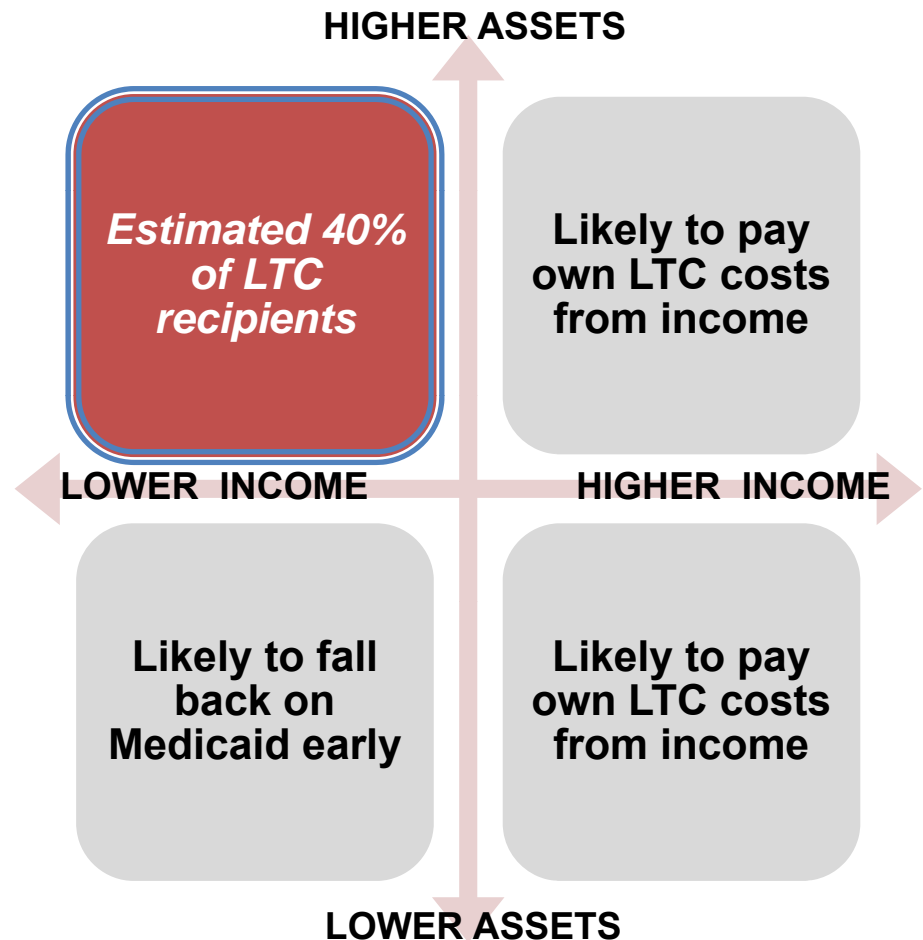 HIGHER ASSETS
Estimated 40%
of LTC
recipients
Likely to pay
own LTC costs
from income
LOWER INCOME
HIGHER INCOME
Likely to fall
back on
Medicaid early
Likely to pay
own LTC costs
from income
LOWER ASSETS